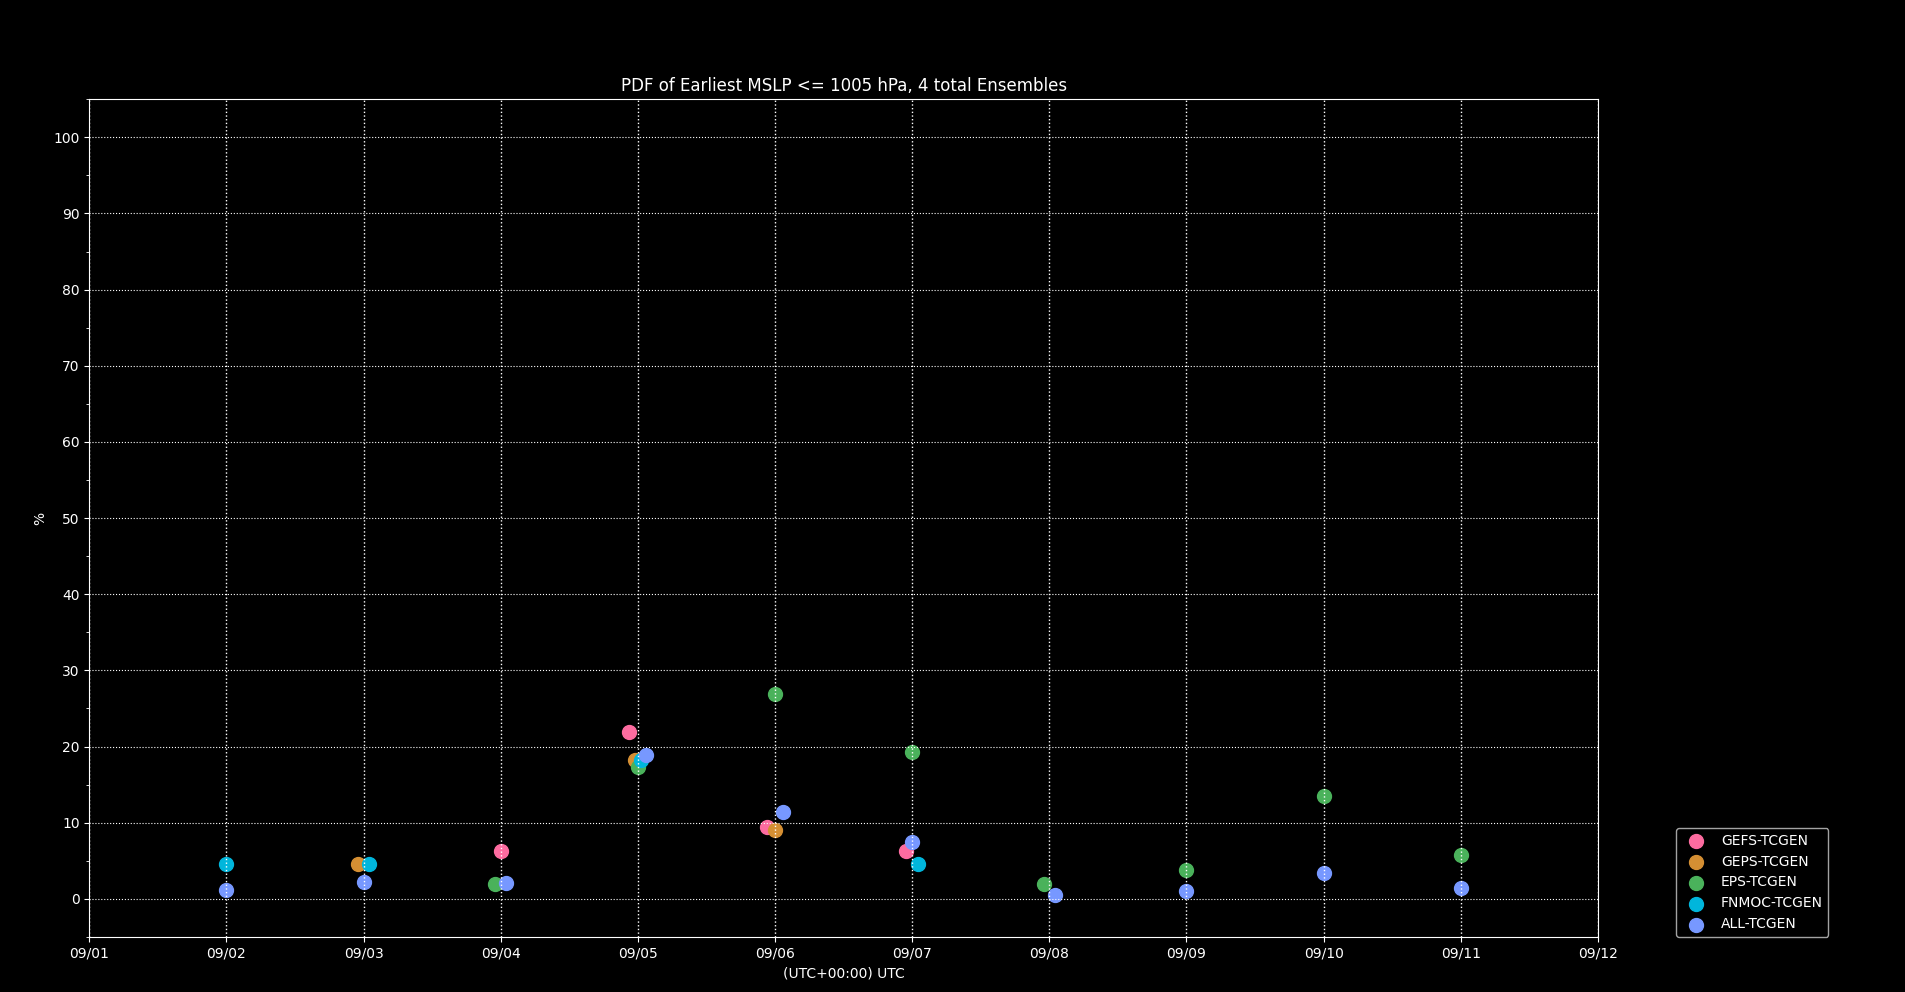 PDF of Earliest MSLP <= 1005 hPa, 4 total Ensembles
100
90
80
70
60
50
40
30
20
10
0
%
09/01 09/02 09/03 09/04 09/05 09/06 09/07 09/08 09/09 09/10 09/11 09/12
(UTC+00:00) UTC
GEFS-TCGEN
GEPS-TCGEN
EPS-TCGEN
FNMOC-TCGEN
ALL-TCGEN